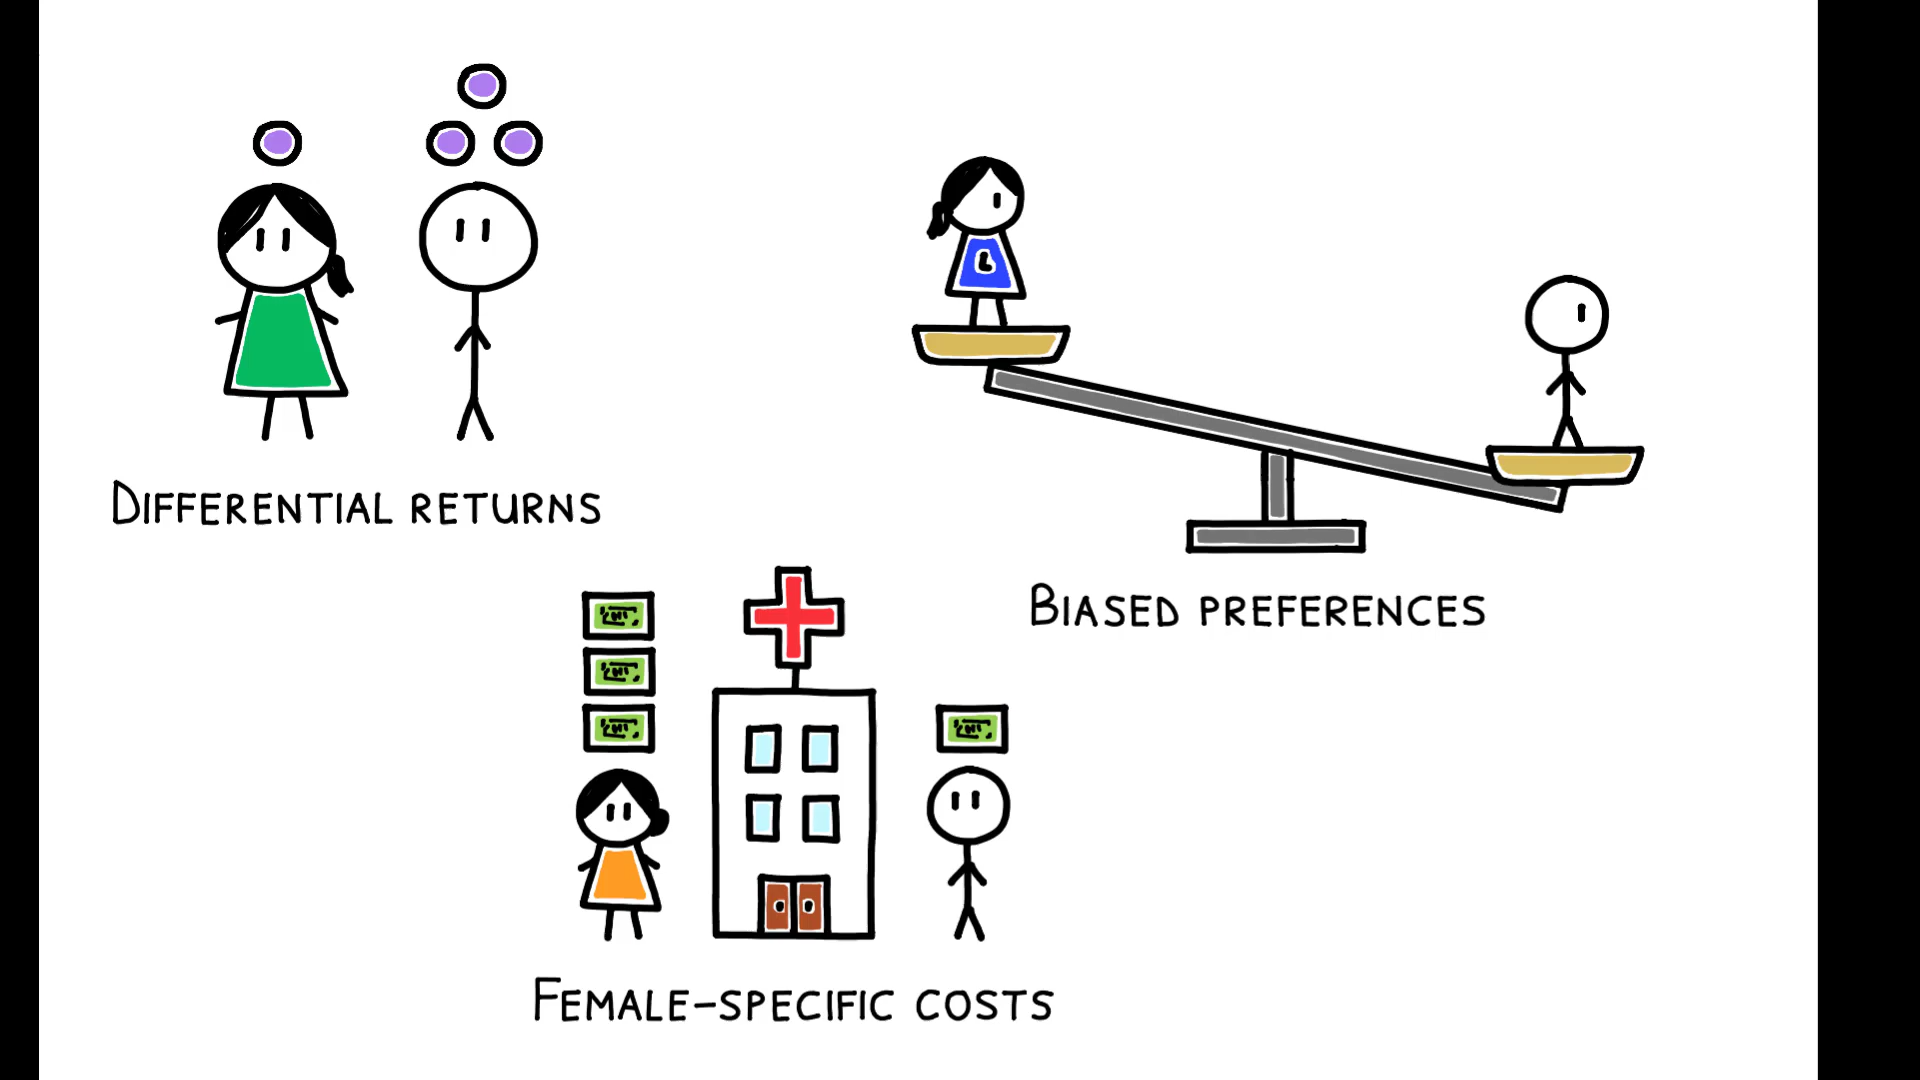 L
DIFFERENTIAL RETURNS
BIASED PREFERENCES
FEMALE-SPECIFIC COSTS